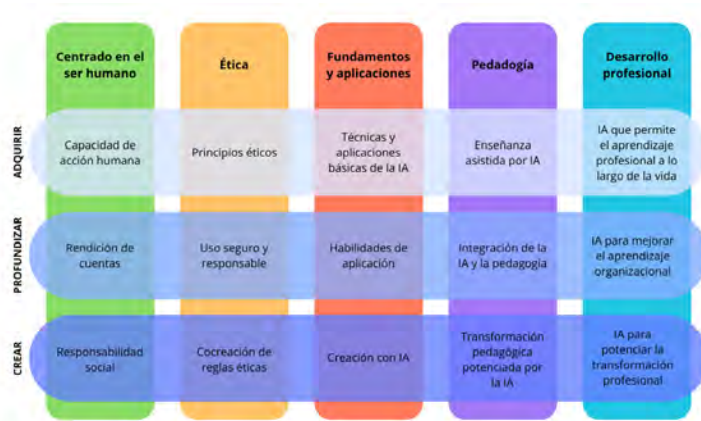 Centrado en el
ser humano
Ética
Fundamentos
y aplicaciones
Pedagogía
Desarrollo
profesional
ADQUIRIR
Capacidad de
acción humana
Principios éticos
Técnicas y
aplicaciones
básicas de la IA
Enseñanza
asistida por IA
IA que permite
el aprendizaje
profesional a lo
largo de la vida
PROFUNDIZAR
Rendición de
cuentas
Uso seguro y
responsable
Habilidades de
aplicación
Integración de la
IA y la pedagogía
IA para mejorar
el aprendizaje
organizacional
CREAR
Responsabilidad
social
Cocreación de
reglas éticas
Creación con IA
Transformación
pedagógica
potenciada por
la IA
IA para
potenciar la
transformación
profesional